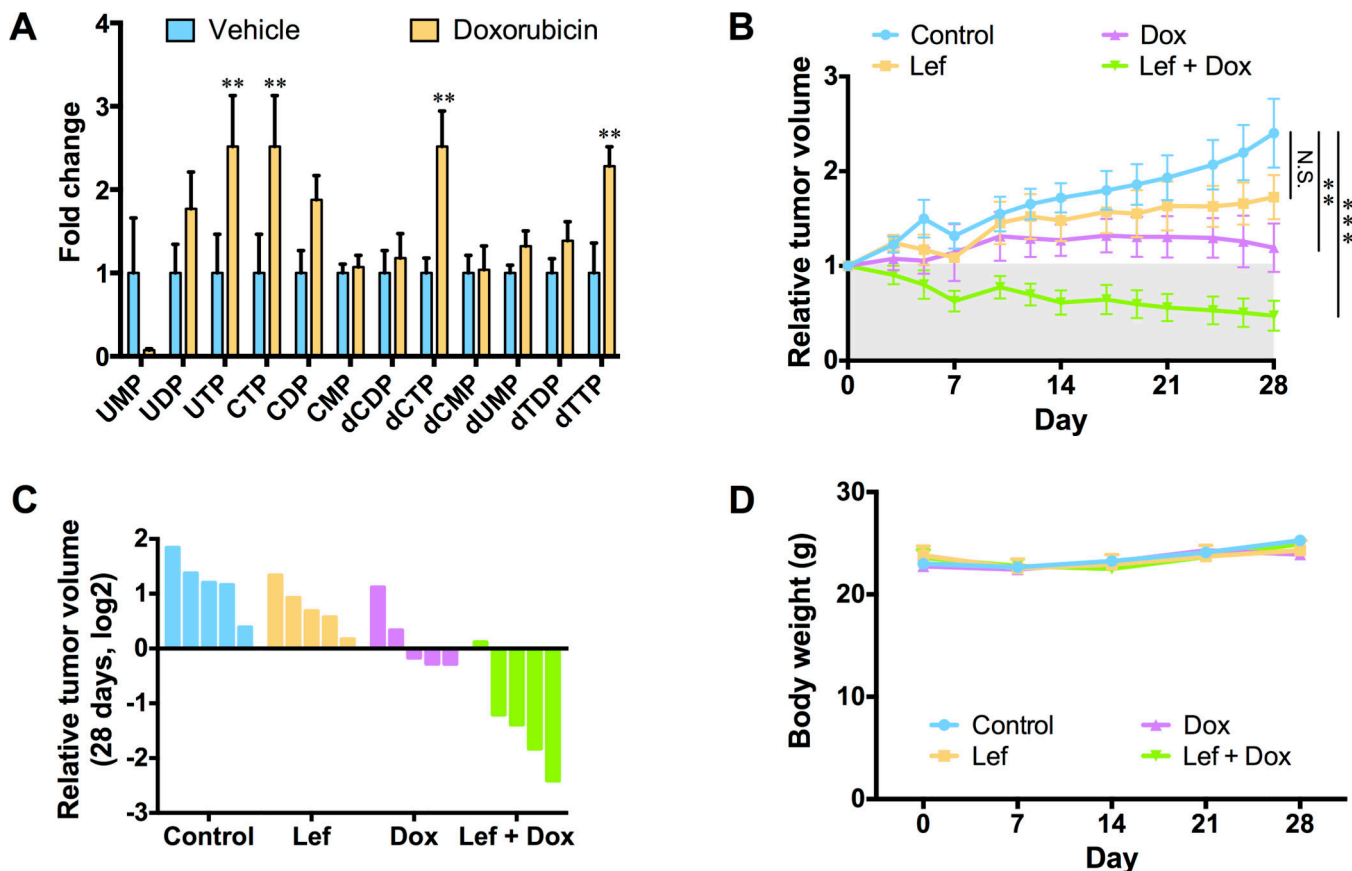 A
Vehicle
Doxorubicin
Fold change
4
3
2
1
0
** ** ** **
UMP UDP UTP CTP CDP CMP dCDP dCTP dCMP dUMP dTDP dTTP
B
Control
Dox
Lef
Lef + Dox
Relative tumor volume
3
2
1
0
N.S.
**
***
0 7 14 21 28
Day
C
Relative tumor volume
(28 days, log2)
2
1
0
-1
-2
-3
Control Lef Dox Lef + Dox
D
Body weight (g)
30
20
10
0
Control
Dox
Lef
Lef + Dox
0 7 14 21 28
Day